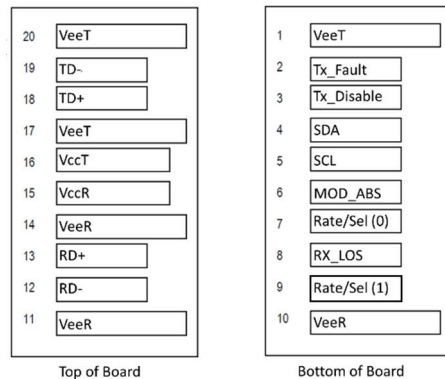 20 VeeT
19 TD-
18 TD+
17 VeeT
16 VccT
15 VccR
14 VeeR
13 RD+
12 RD-
11 VeeR
Top of Board
1 VeeT
2 Tx_Fault
3 Tx_Disable
4 SDA
5 SCL
6 MOD_ABS
7 Rate/Sel (0)
8 RX_LOS
9 Rate/Sel (1)
10 VeeR
Bottom of Board